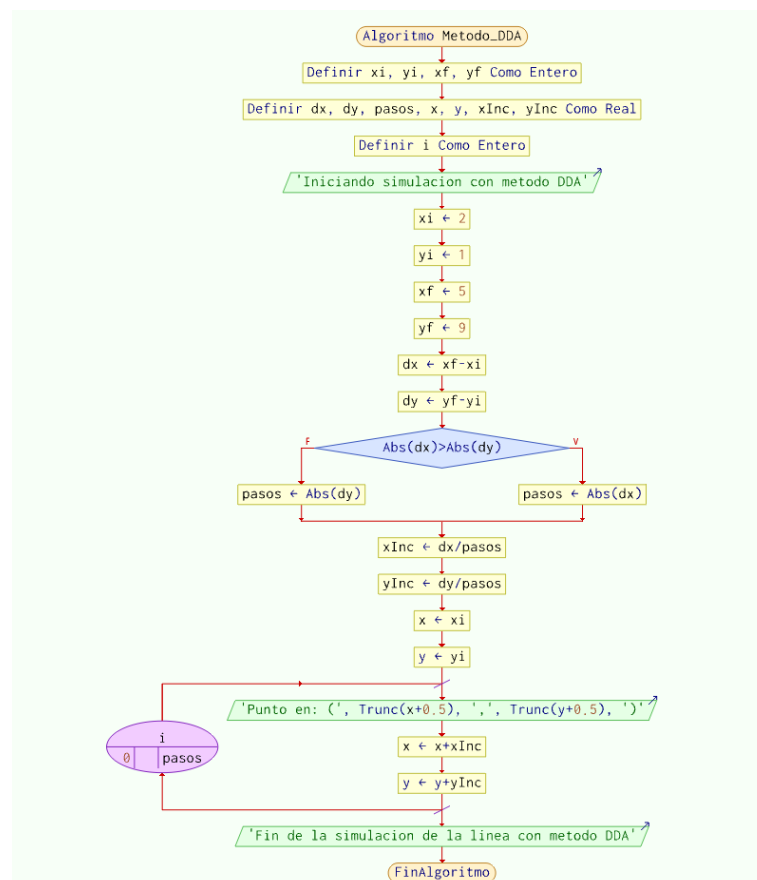 Algoritmo Metodo_DDA
Definir xi, yi, xf, yf Como Entero
Definir dx, dy, pasos, x, y, xInc, yInc Como Real
Definir i Como Entero
'Iniciando simulacion con metodo DDA'
xi ← 2
yi ← 1
xf ← 5
yf ← 9
dx ← xf-xi
dy ← yf-yi
F
Abs(dx)>Abs(dy)
V
pasos ← Abs(dy)
pasos ← Abs(dx)
xInc ← dx/pasos
yInc ← dy/pasos
x ← xi
y ← yi
'Punto en: (', Trunc(x+0.5), ',', Trunc(y+0.5), ')'
i
0 pasos
x ← x+xInc
y ← y+yInc
'Fin de la simulacion de la linea con metodo DDA'
FinAlgoritmo